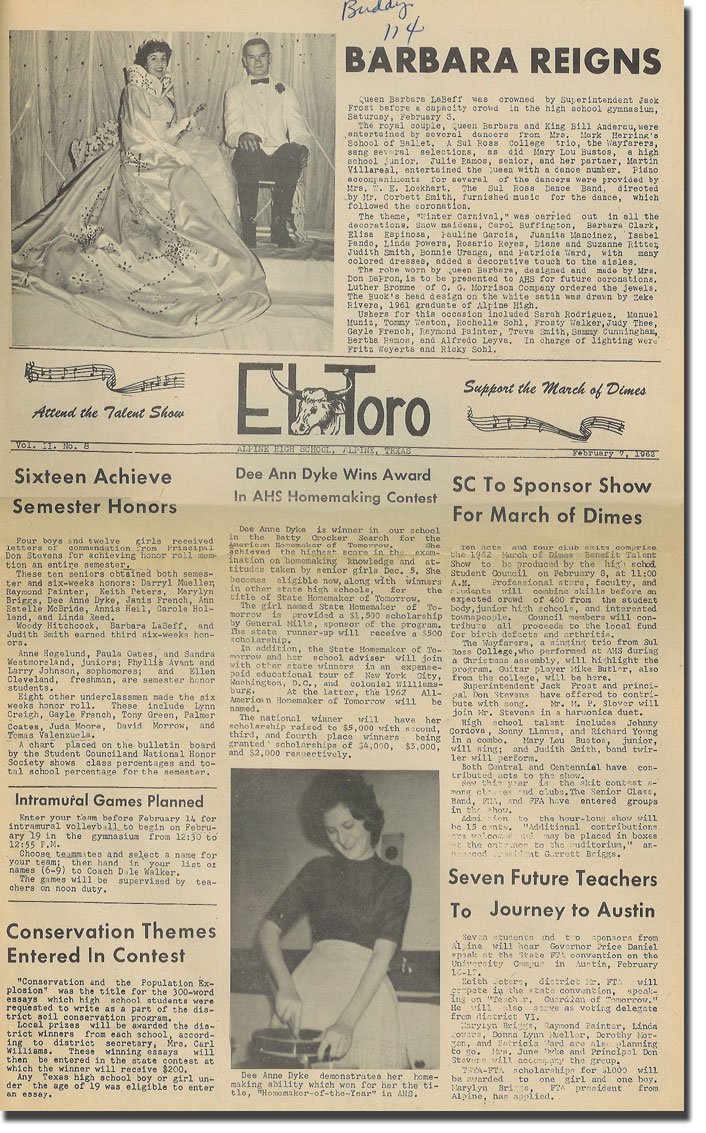 Buddy
114
BARBARA REIGNS
Queen Barbara LaBeff was crowned by Superintendent Jack
Frost before a capacity crowd in the high school gymnasium,
Saturday, February 3.
The royal couple, Queen Barbara and King Bill Anderau, were
entertained by several dancers from Mrs. Mark Herring's
School of Ballet, A Sul Ross College trio, the Wayfarers,
sang several selections, as did Mary Lou Bustos, a high
school junior. Julie Ramos, senior, and her partner, Martin
Villareal, entertained the Queen with a dance number. Piano
accompaniments for several of the dancers were provided by
Mrs. W. E. Lockhart. The Sul Ross Dance Band, directed
by Mr. Corbett Smith, furnished music for the dance, which
followed the coronation.
The theme, "Winter Carnival," was carried out in all the
decorations. Snow maidens, Carol Buffington, Barbara Clark,
Elisa Espinosa, Pauline Garcia, Juanita Mancinez, Isabel
Pando, Linda Powers, Rosario Reyes, Diane and Suzanne Ritter,
Judith Smith, Bonnie Uranga, and Patricia Ward, with many
colored dresses, added a decorative touch to the aisles.
The robe worn by Queen Barbara, designed and made by Mrs.
Don DaFron, is to be presented to AHS for future coronations.
Luther Bromme of C. G. Morrison Company ordered the jewels.
The Buck's head design on the white satin was drawn by Zeke
Rivera, 1961 graduate of Alpine High.
Ushers for this occasion included Sarah Rodriguez, Manuel
Muniz, Tommy Weston, Rochelle Sohl, Frosty Walker, Judy Thee,
Gayle French, Raymond Painter, Treva Smith, Sammy Cunningham,
Bertha Ramos, and Alfredo Leyva. In charge of lighting were
Fritz Weyerts and Ricky Sohl.
Attend the Talent Show
El Toro
Support the March of Dimes
Vol. II. No. 8
ALPINE HIGH SCHOOL, ALPINE, TEXAS
February 7, 1962
Sixteen Achieve
Semester Honors
Four boys and twelve girls received
letters of commendation from Principal
Don Stevens for achieving honor roll men-
tion an entire semester.
These ten seniors obtained both semes-
ter and six-weeks honors: Darryl Mueller,
Raymond Painter, Keith Peters, Marylyn
Briggs, Dee Anne Dyke, Janis French, Ann
Estelle McBride, Annis Heil, Carole Hol-
land, and Linda Reed.
Woody Hitchcock, Barbara LaBeff, and
Judith Smith earned third six-weeks hon-
ors.
Anne Hegelund, Paula Oates, and Sandra
Westmoreland, juniors; Phyllis Avant and
Larry Johnson, sophomores; and Ellen
Cleveland, freshman, are semester honor
students.
Eight other underclassmen made the six
weeks honor roll. These include Lynn
Creigh, Gayle French, Tony Green, Palmer
Coates, Juda Moore, David Morrow, and
Tomas Valenzuela.
A chart placed on the bulletin board
by the Student Council and National Honor
Society shows class percentages and to-
tal school percentage for the semester.
Intramural Games Planned
Enter your team before February 14 for
intramural volleyball to begin on Febru-
ary 19 in the gymnasium from 12:30 to
12:55 P.M.
Choose teammates and select a name for
your team; then hand in your list of
names (6-9) to Coach Dale Walker.
The games will be supervised by tea-
chers on noon duty.
Conservation Themes
Entered In Contest
"Conservation and the Population Ex-
plosion" was the title for the 300-word
essays which high school students were
requested to write as a part of the dis-
trict soil conservation program.
Local prizes will be awarded the dis-
trict winners from each school, accord-
ing to district secretary, Mrs. Carl
Williams. These winning essays will
then be entered in the state contest at
which the winner will receive $200.
Any Texas high school boy or girl un-
der the age of 19 was eligible to enter
an essay.
Dee Ann Dyke Wins Award
In AHS Homemaking Contest
Dee Anne Dyke is winner in our school
in the Betty Crocker Search for the
American Homemaker of Tomorrow. She
achieved the highest score in the exam-
ination on homemaking knowledge and at-
titudes taken by senior girls Dec. 5. She
becomes eligible now, along with winners
in other state high schools, for the
title of State Homemaker of Tomorrow.
The girl named State Homemaker of To-
morrow is provided a $1,500 scholarship
by General Mills, sponsor of the program.
The state runner-up will receive a $500
scholarship.
In addition, the State Homemaker of To-
morrow and her school adviser will join
with other state winners in an expense-
paid educational tour of New York City,
Washington, D.C., and colonial Williams-
burg. At the latter, the 1962 All-
American Homemaker of Tomorrow will be
named.
The national winner will have her
scholarship raised to $5,000 with second,
third, and fourth place winners being
granted scholarships of $4,000, $3,000,
and $2,000 respectively.
Dee Anne Dyke demonstrates her home-
making ability which won for her the ti-
tle, "Homemaker-of-the-Year" in AHS.
SC To Sponsor Show
For March of Dimes
Ten acts and four club skits comprise
the 1962 March of Dimes Benefit Talent
Show to be produced by the high school
Student Council on February 8, at 11:00
A.M. Professional stars, faculty, and
students will combine skills before an
expected crowd of 400 from the student
body, junior high schools, and interested
townspeople. Council members will con-
tribute all proceeds to the local fund
for birth defects and arthritis.
The Wayfarers, a singing trio from Sul
Ross College, who performed at AHS during
a Christmas assembly, will highlight the
program. Guitar player Mike Butler, also
from the college, will be here.
Superintendent Jack Frost and princi-
pal Don Stevens have offered to contri-
bute with song. Mr. M. P. Slover will
join Mr. Stevens in a harmonica duet.
High school talent includes Johnny
Cordova, Sonny Llanez, and Richard Young
in a combo. Mary Lou Bustos, junior,
will sing; and Judith Smith, band twir-
ler will perform.
Both Central and Centennial have con-
tributed acts to the show.
New this year is the skit contest a-
mong classes and clubs. The Senior Class,
Band, FHA, and FFA have entered groups
in the show.
Admission to the hour-long show will
be 15 cents. "Additional contributions
are welcomed and may be placed in boxes
at the entrance to the auditorium," an-
nounced President Garrett Briggs.
Seven Future Teachers
To Journey to Austin
Seven students and two sponsors from
Alpine will hear Governor Price Daniel
speak at the State FTA convention on the
University Campus in Austin, February
16-17.
Keith Peters, district Mr. FTA will
compete in the state convention, speak-
ing on "Teacher, Guardian of Tomorrow."
He will also serve as voting delegate
from district VI.
Marylyn Briggs, Raymond Painter, Linda
Powers, Donna Lynn Mueller, Dorothy Mor-
gan, and Patricia Ward are also planning
to go. Mrs. June Dyke and Principal Don
Stevens will accompany the group.
TSTA-FTA scholarships for $1000 will
be awarded to one girl and one boy.
Marylyn Briggs, FTA president from
Alpine, has applied.